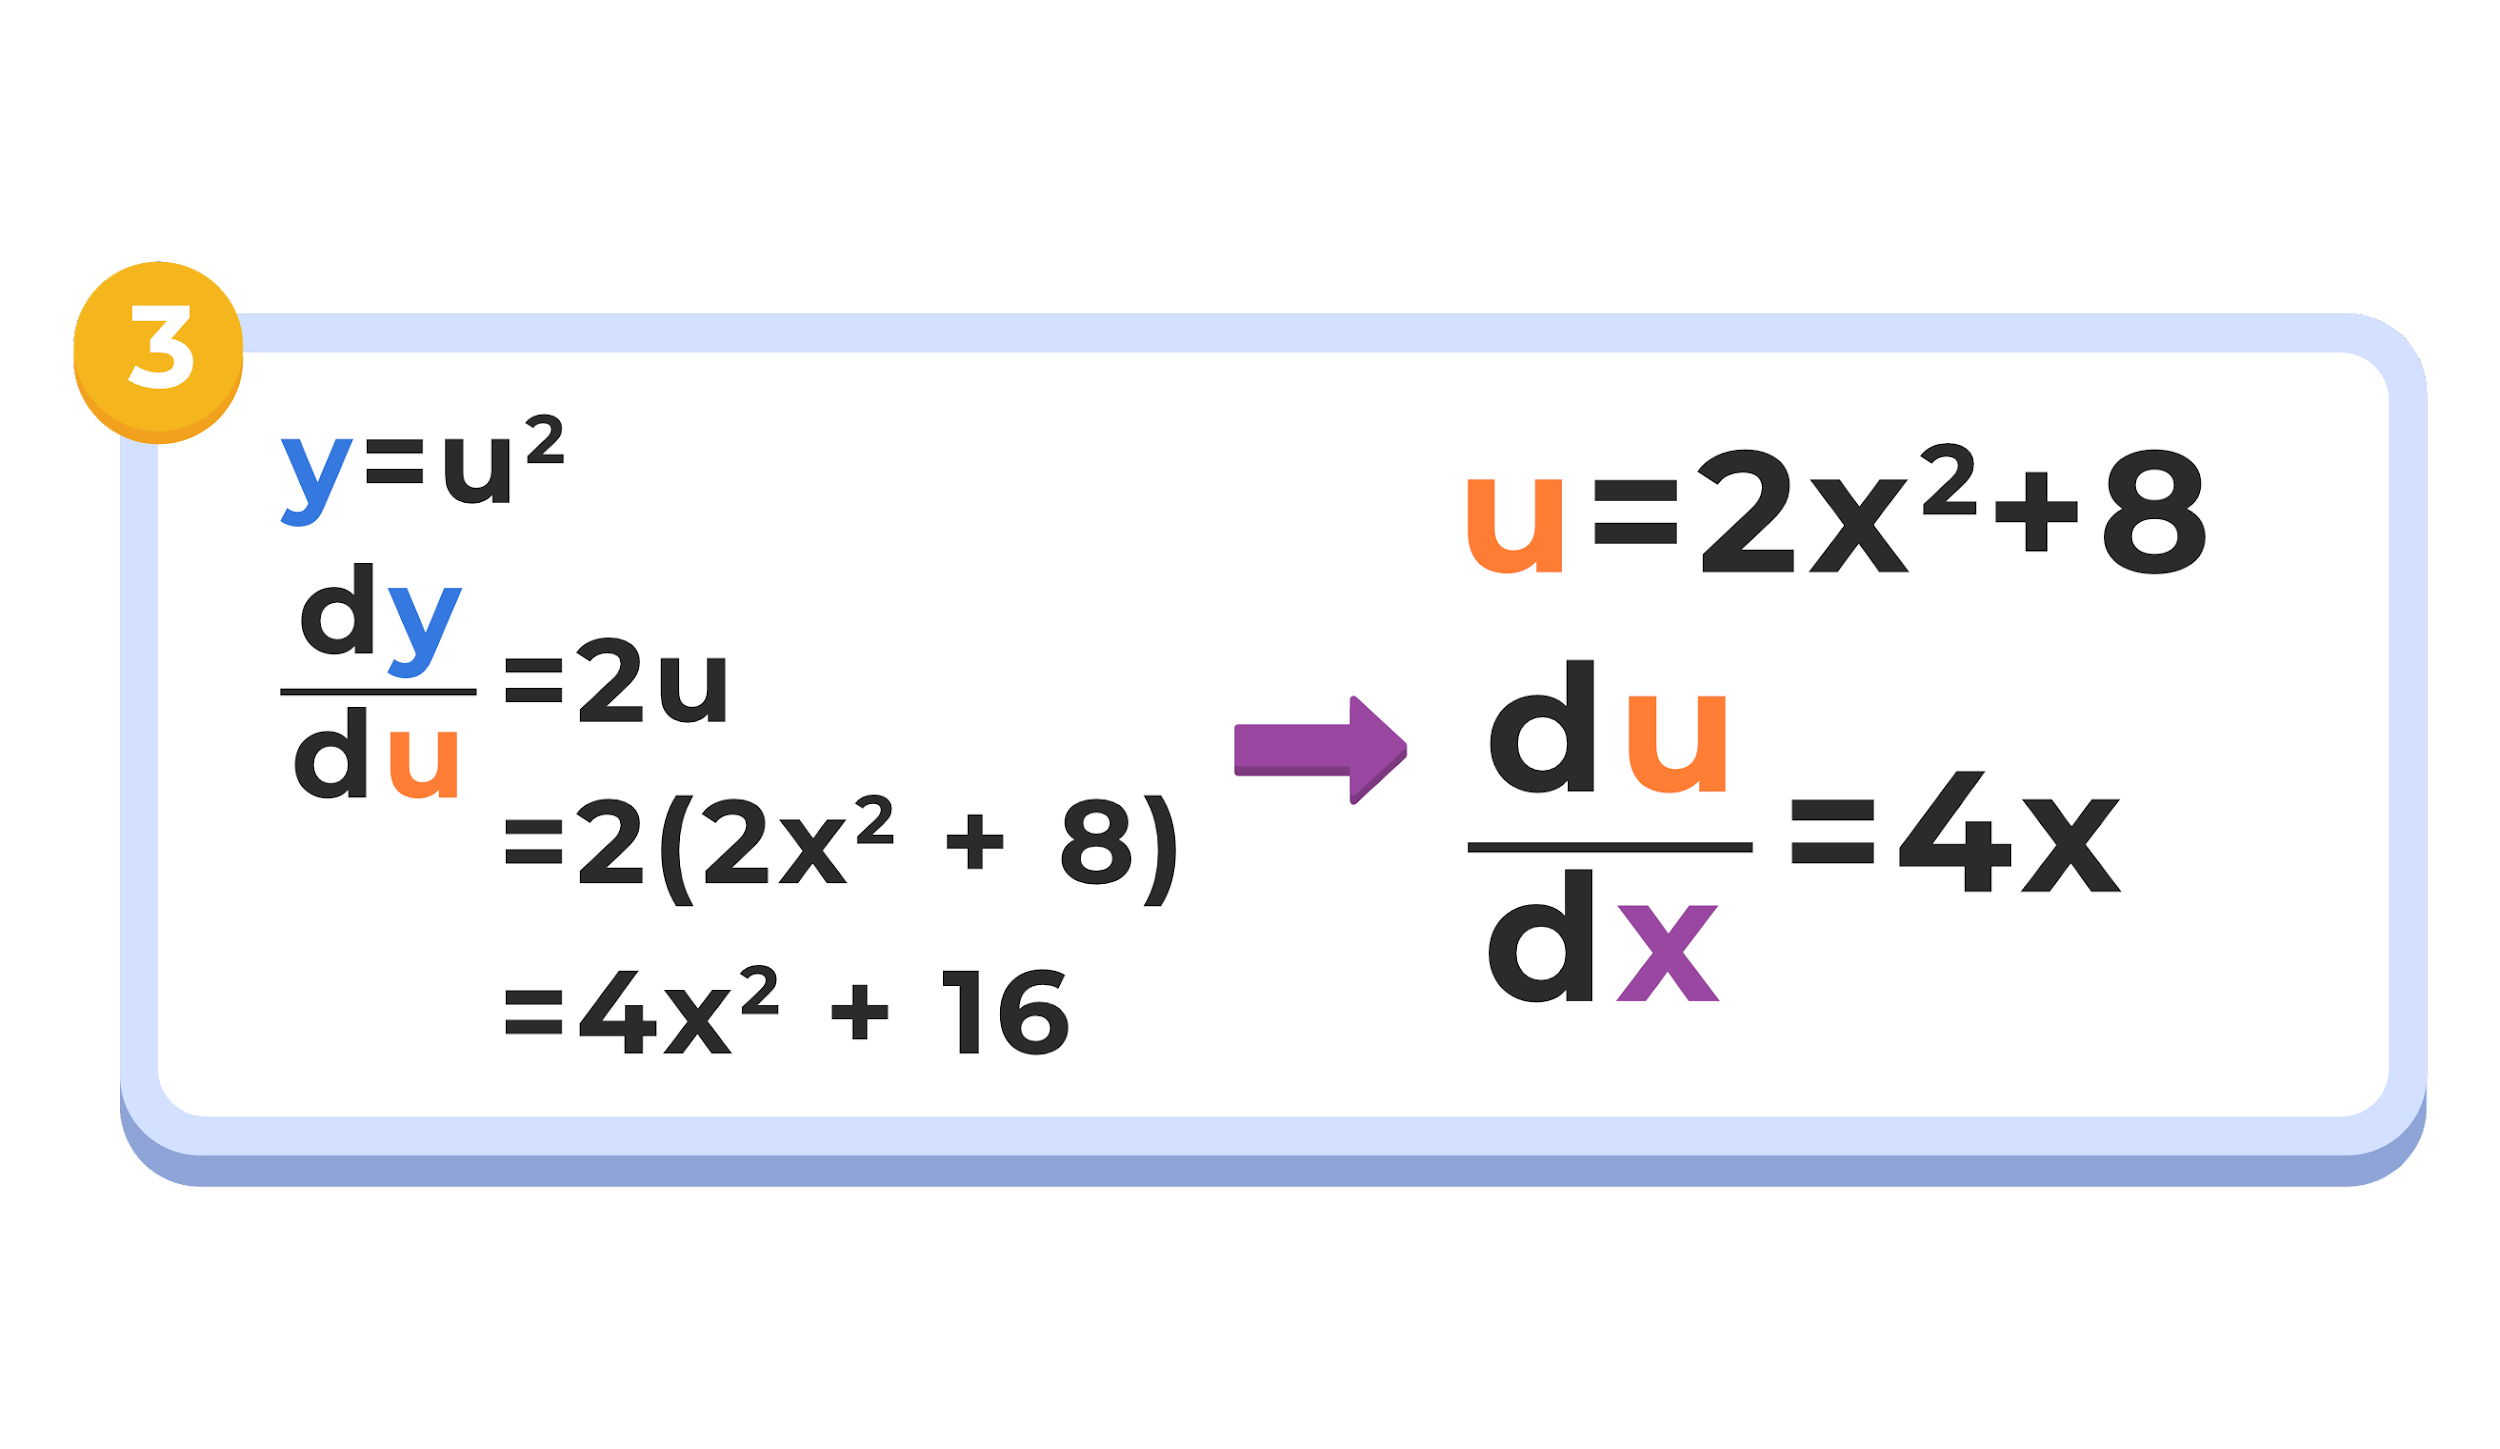 3
y=u²
dy/du =2u
=2(2x² + 8)
=4x² + 16
u=2x²+8
du/dx =4x